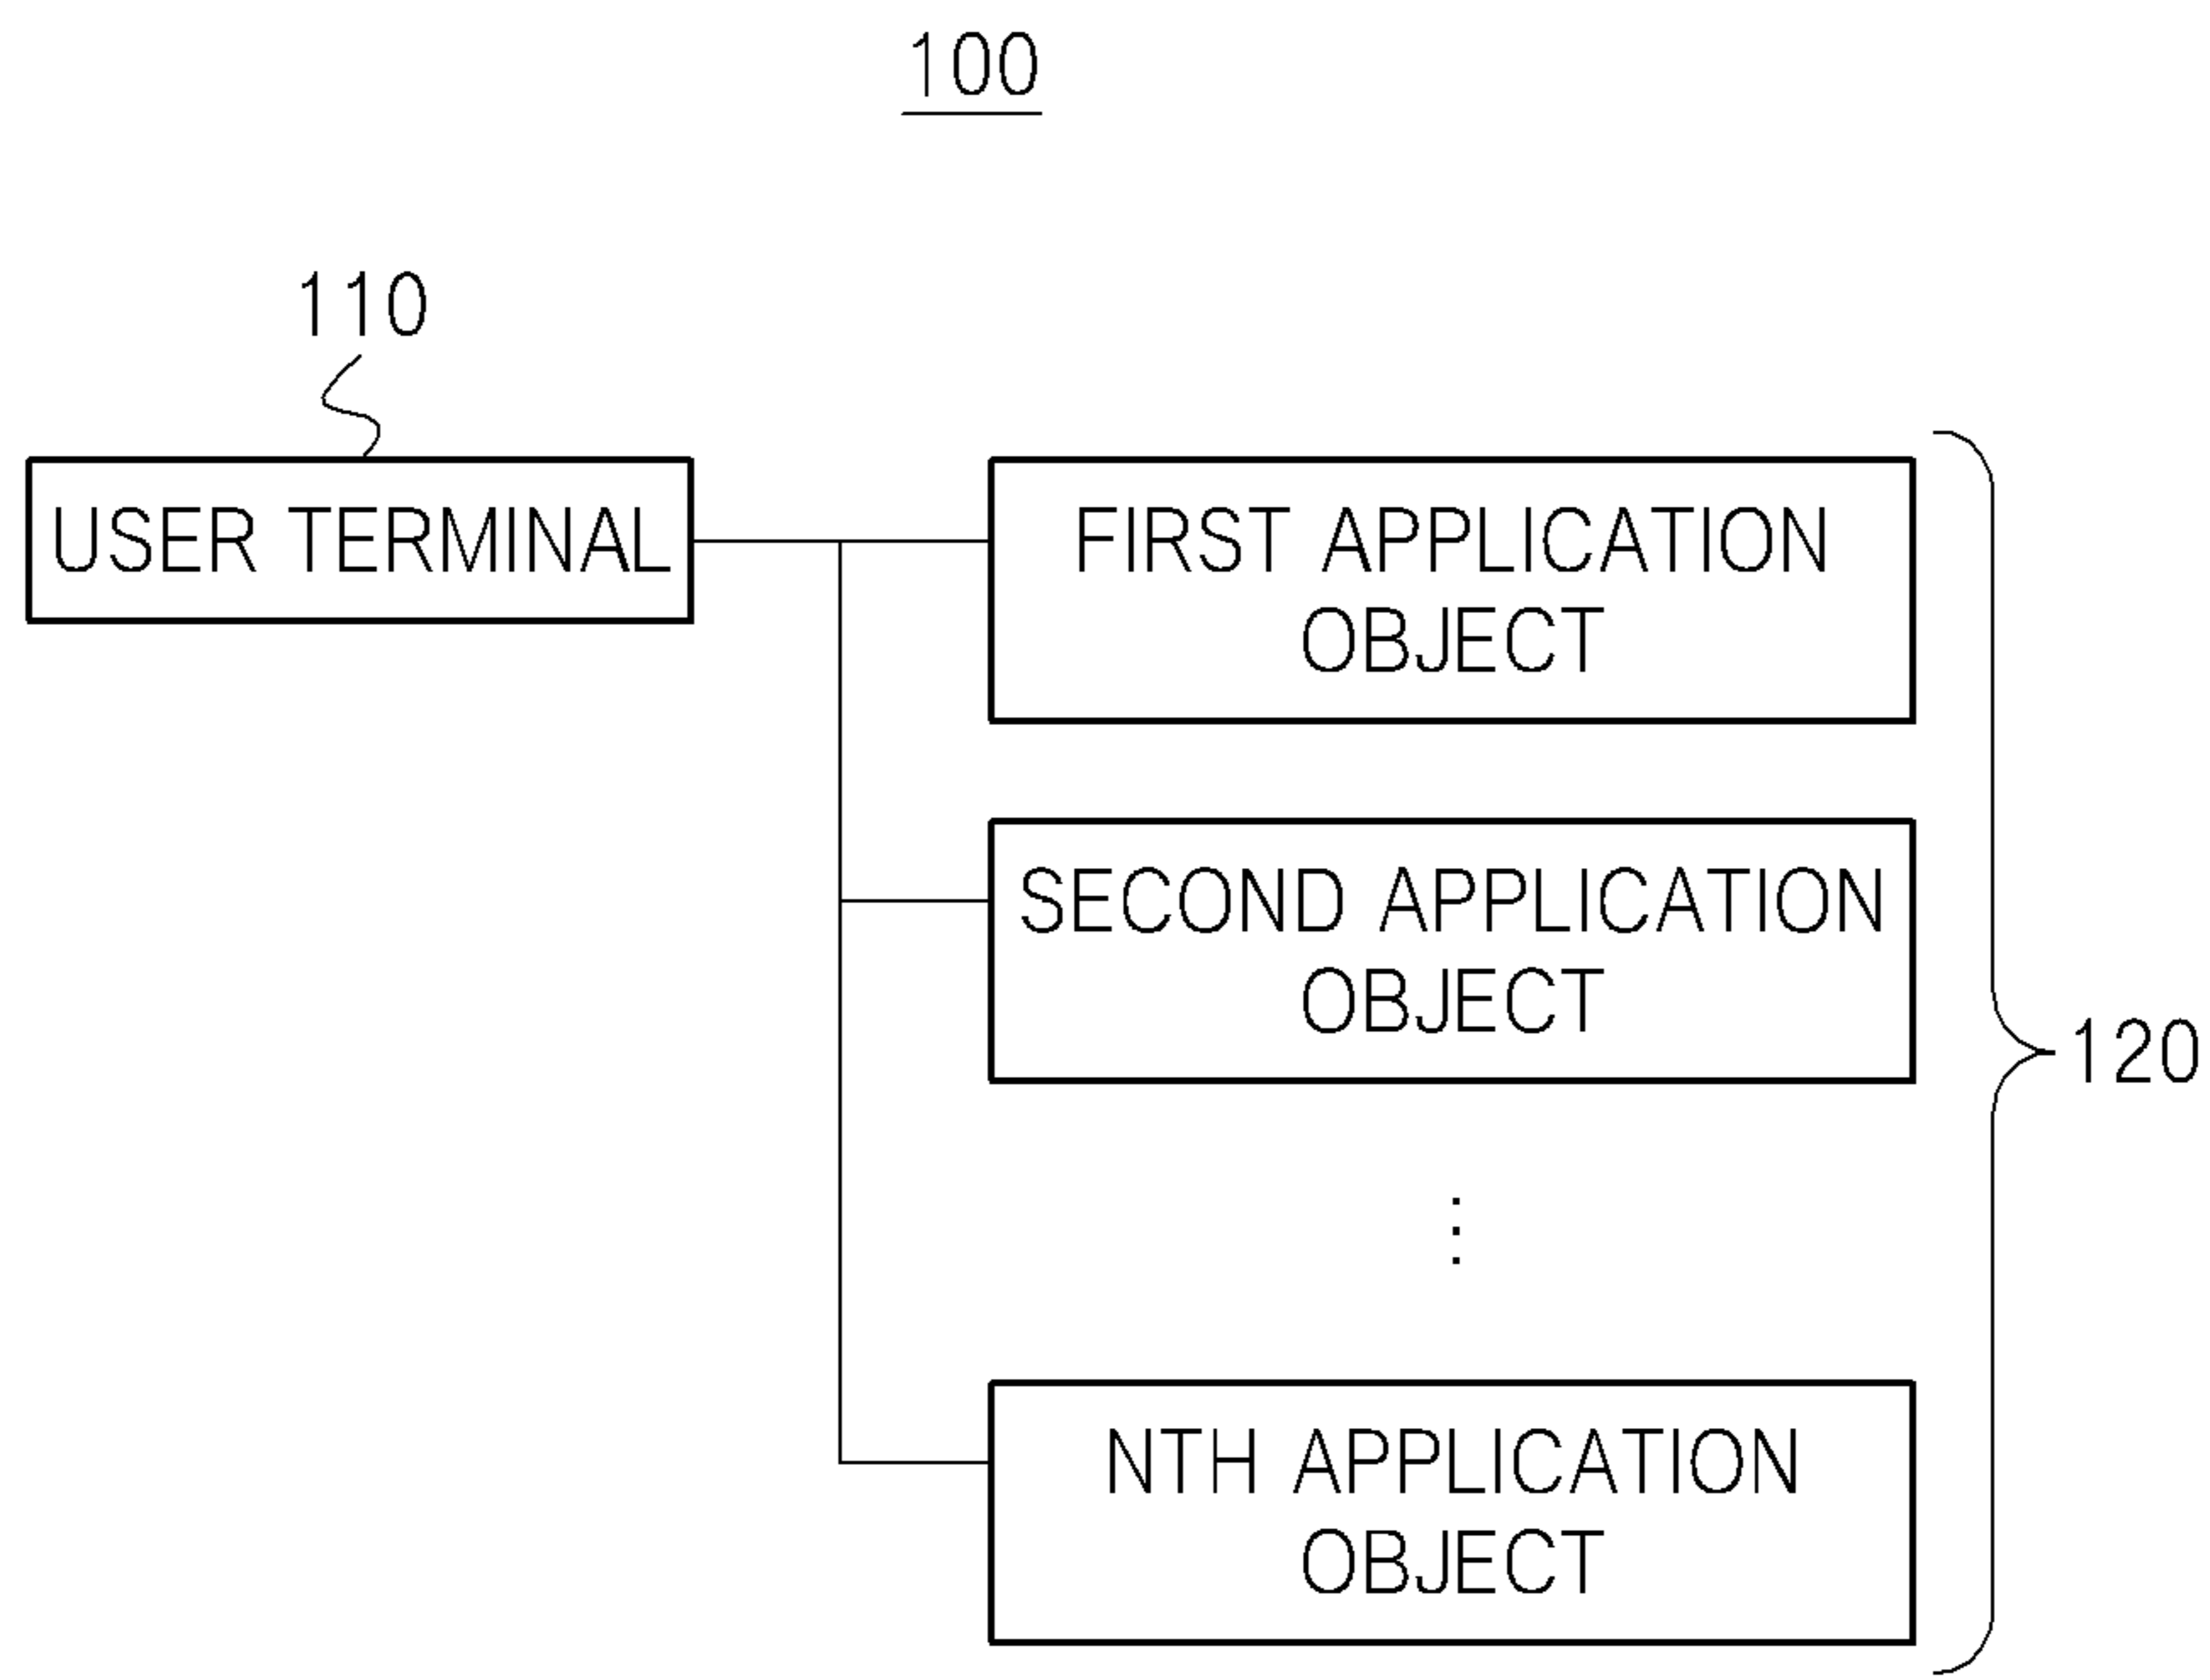 100
110
USER TERMINAL
FIRST APPLICATION
OBJECT
SECOND APPLICATION
OBJECT
120
NTH APPLICATION
OBJECT